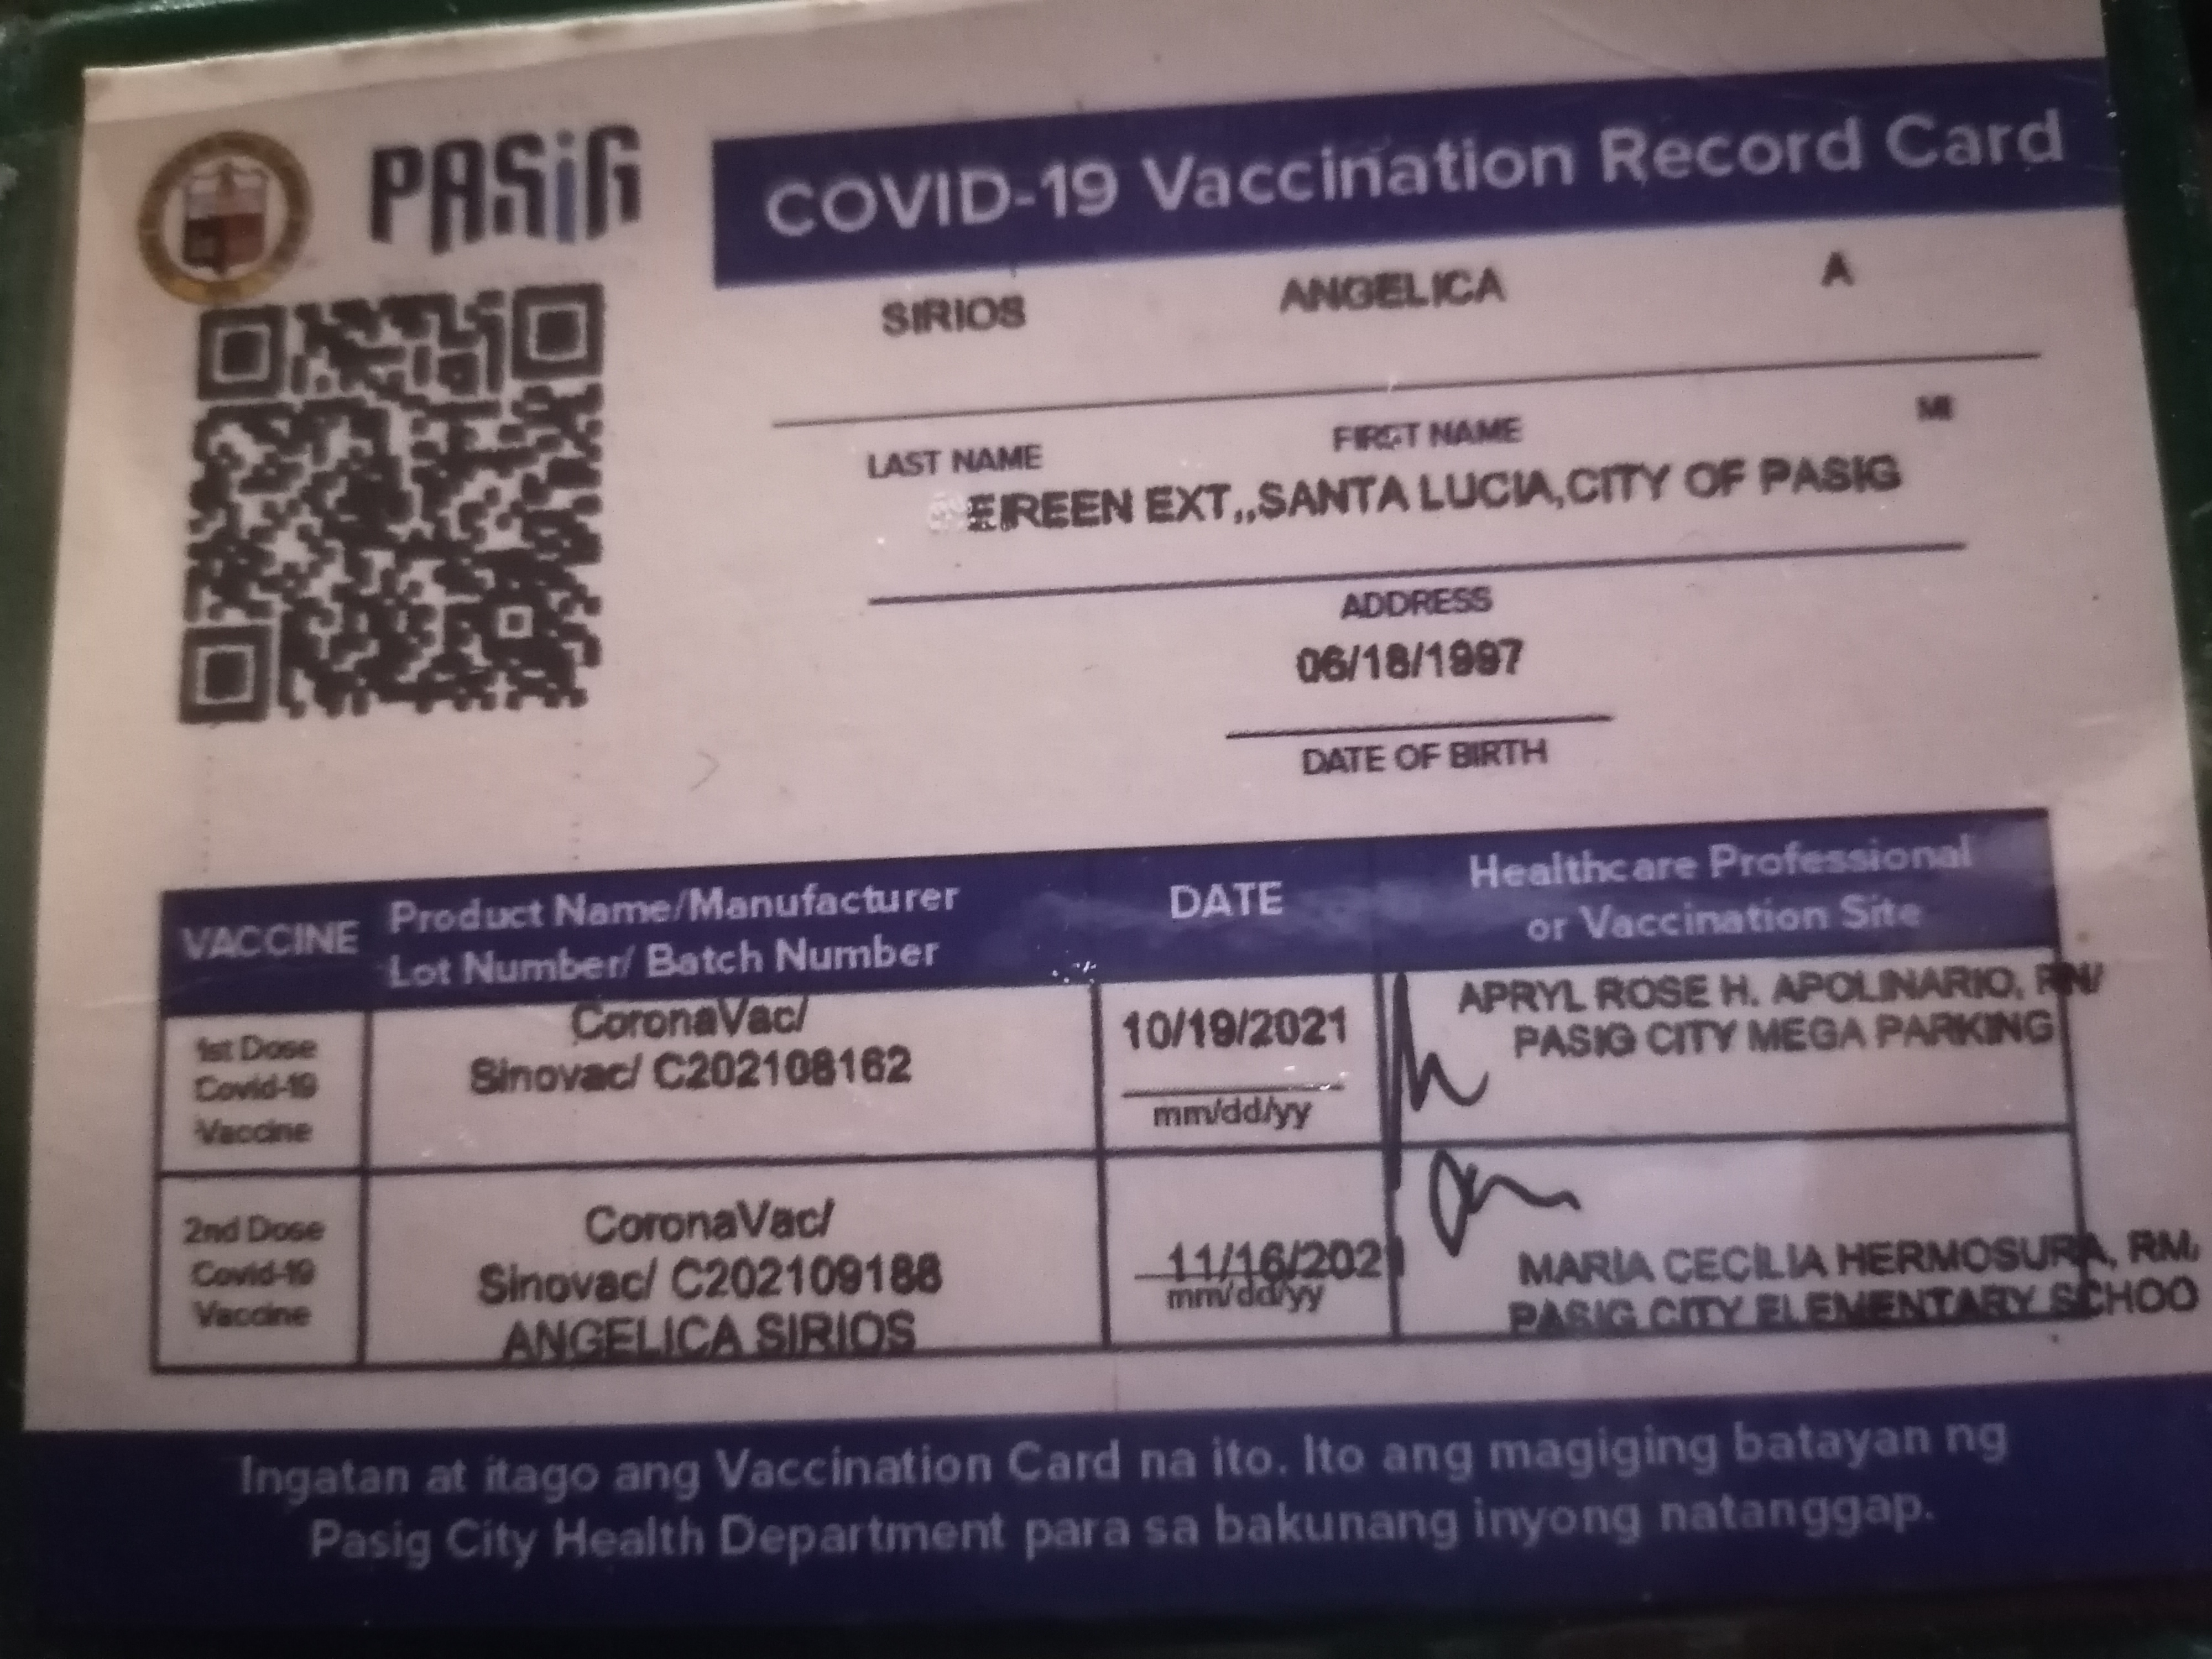 PASiG
COVID-19 Vaccination Record Card
SIRIOS ANGELICA A
LAST NAME FIRST NAME MI
EIREEN EXT,,SANTA LUCIA,CITY OF PASIG
ADDRESS
06/18/1997
DATE OF BIRTH
VACCINE
Product Name/Manufacturer
Lot Number/ Batch Number
DATE
Healthcare Professional
or Vaccination Site
1st Dose
Covid-19
Vaccine
CoronaVac/
Sinovac/ C202108162
10/19/2021
mm/dd/yy
APRYL ROSE H. APOLINARIO, RN/
PASIG CITY MEGA PARKING
2nd Dose
Covid-19
Vaccine
CoronaVac/
Sinovac/ C202109188
ANGELICA SIRIOS
11/16/2021
mm/dd/yy
MARIA CECILIA HERMOSURA, RM,
PASIG CITY ELEMENTARY SCHOO
Ingatan at itago ang Vaccination Card na ito. Ito ang magiging batayan ng
Pasig City Health Department para sa bakunang inyong natanggap.